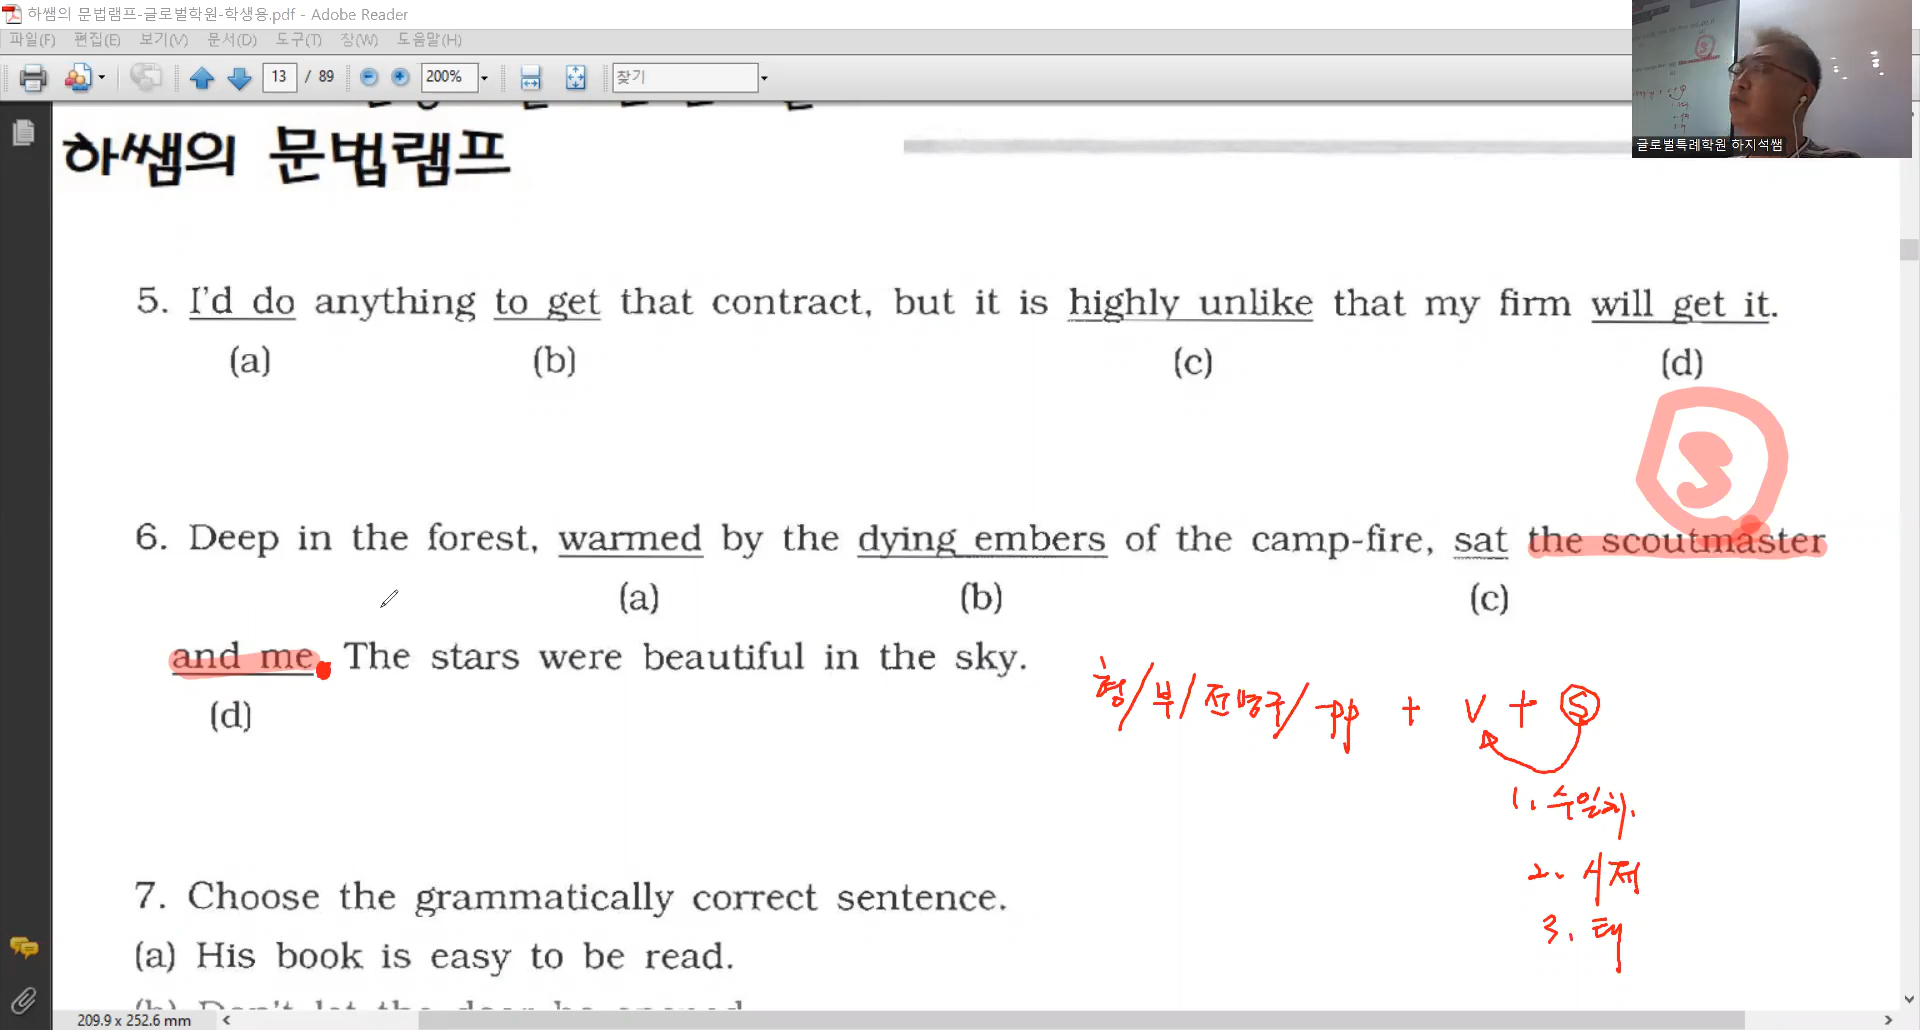 하쌤의 문법램프-글로벌학원-학생용.pdf - Adobe Reader
파일(F) 편집(E) 보기(V) 문서(D) 도구(T) 창(W) 도움말(H)
13 / 89 200% 찾기
글로벌특례학원 하지석쌤
하쌤의 문법램프
5. I'd do anything to get that contract, but it is highly unlike that my firm will get it.
(a) (b) (c) (d)
S
6. Deep in the forest, warmed by the dying embers of the camp-fire, sat the scoutmaster
(a) (b) (c)
and me. The stars were beautiful in the sky.
(d)
형/부/전명구/pp + V + S
1. 수일치.
2. 시제
3. 태
7. Choose the grammatically correct sentence.
(a) His book is easy to be read.
(b) Don't let the door be opened.
209.9 x 252.6 mm